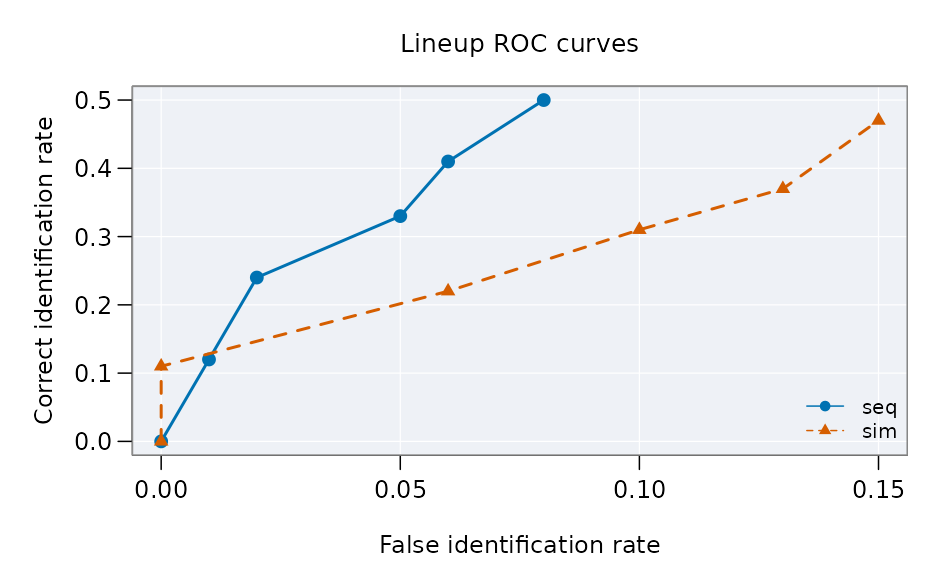 Lineup ROC curves
Correct identification rate
0.5
0.4
0.3
0.2
0.1
0.0
seq
sim
0.00 0.05 0.10 0.15
False identification rate